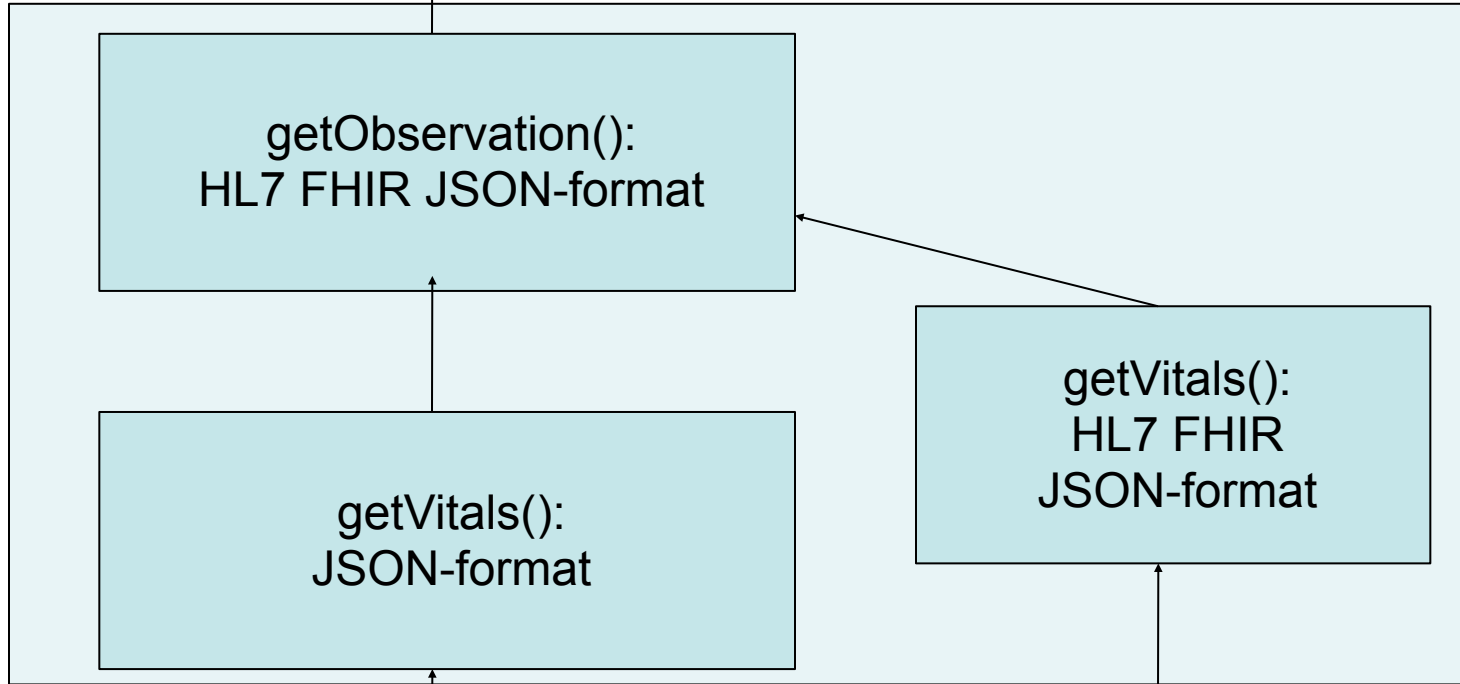 getObservation():
HL7 FHIR JSON-format
getVitals():
HL7 FHIR
JSON-format
getVitals():
JSON-format